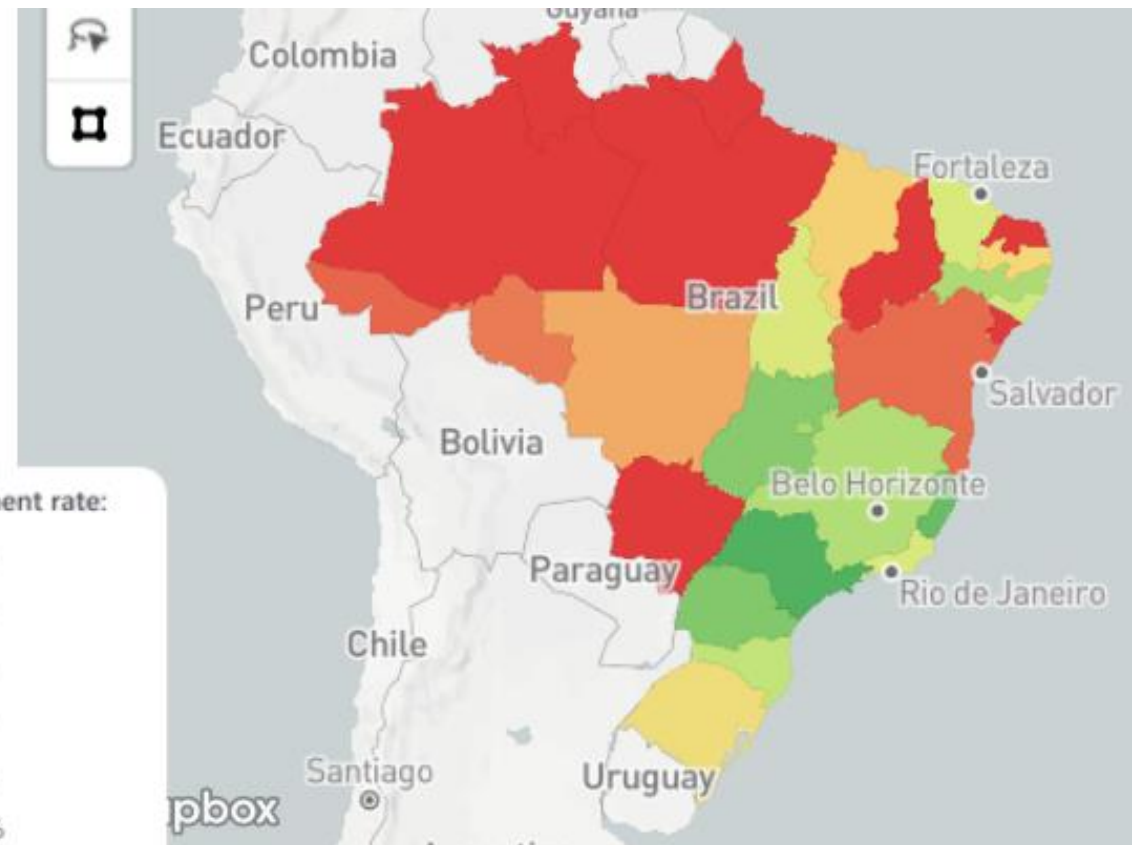 Guyana
Colombia
Ecuador
Fortaleza
Peru
Brazil
Salvador
Bolivia
Belo Horizonte
ent rate:
Paraguay
Rio de Janeiro
Chile
Santiago
Uruguay
pbox